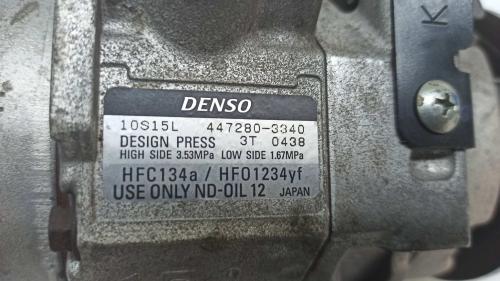 DENSO
10S15L 447280-3340
DESIGN PRESS 3T 0438
HIGH SIDE 3.53MPa LOW SIDE 1.67MPa
HFC134a / HFO1234yf
USE ONLY ND-OIL 12 JAPAN
K